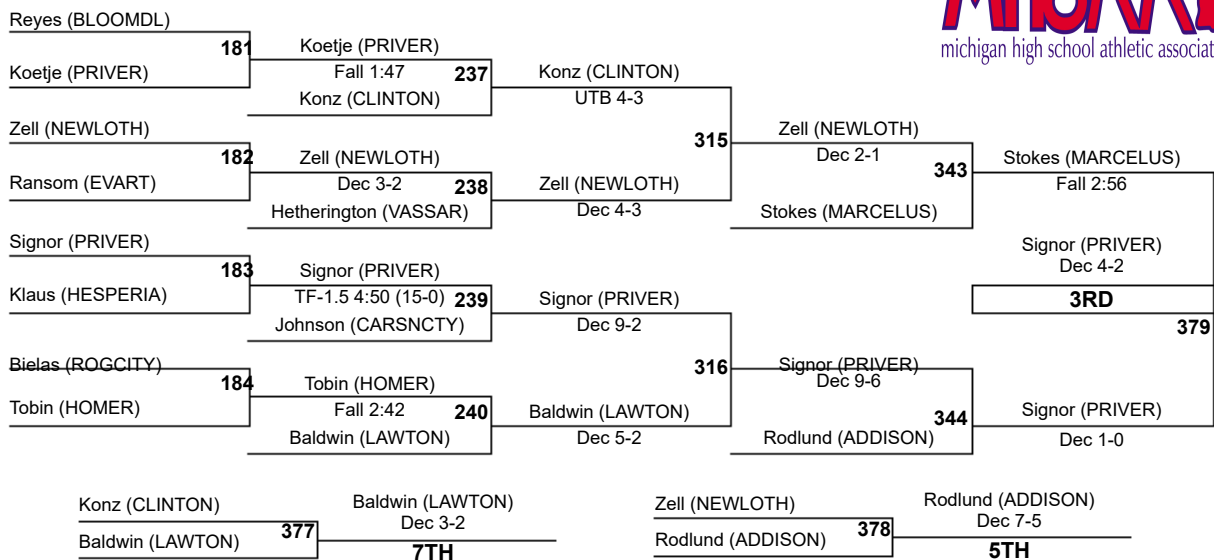 michigan high school athletic associat
Reyes (BLOOMDL)
181
Koetje (PRIVER)
Koetje (PRIVER)
Fall 1:47
237
Konz (CLINTON)
Konz (CLINTON)
UTB 4-3
Zell (NEWLOTH)
182
Ransom (EVART)
Zell (NEWLOTH)
Dec 3-2
238
Hetherington (VASSAR)
Zell (NEWLOTH)
Dec 4-3
315
Zell (NEWLOTH)
Dec 2-1
343
Stokes (MARCELUS)
Stokes (MARCELUS)
Fall 2:56
Signor (PRIVER)
183
Klaus (HESPERIA)
Signor (PRIVER)
TF-1.5 4:50 (15-0)
239
Johnson (CARSNCTY)
Signor (PRIVER)
Dec 9-2
Bielas (ROGCITY)
184
Tobin (HOMER)
Tobin (HOMER)
Fall 2:42
240
Baldwin (LAWTON)
Baldwin (LAWTON)
Dec 5-2
316
Signor (PRIVER)
Dec 9-6
344
Rodlund (ADDISON)
Signor (PRIVER)
Dec 1-0
Signor (PRIVER)
Dec 4-2
3RD
379
Konz (CLINTON)
377
Baldwin (LAWTON)
Baldwin (LAWTON)
Dec 3-2
7TH
Zell (NEWLOTH)
378
Rodlund (ADDISON)
Rodlund (ADDISON)
Dec 7-5
5TH